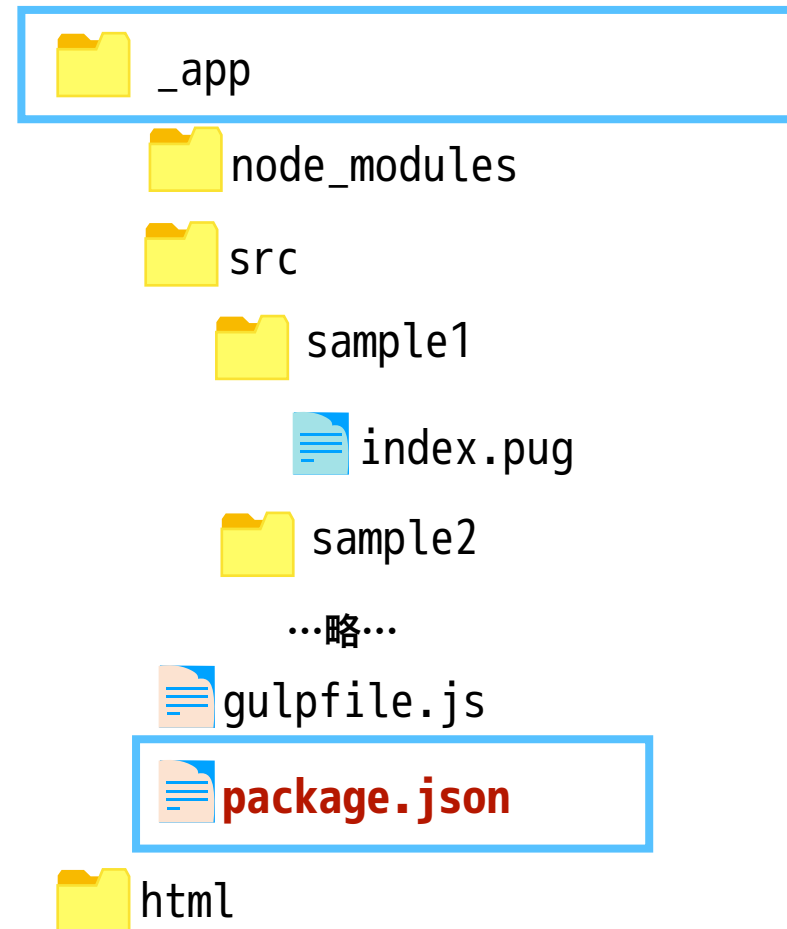 _app
node_modules
src
sample1
index.pug
sample2
…略…
gulpfile.js
package.json
html